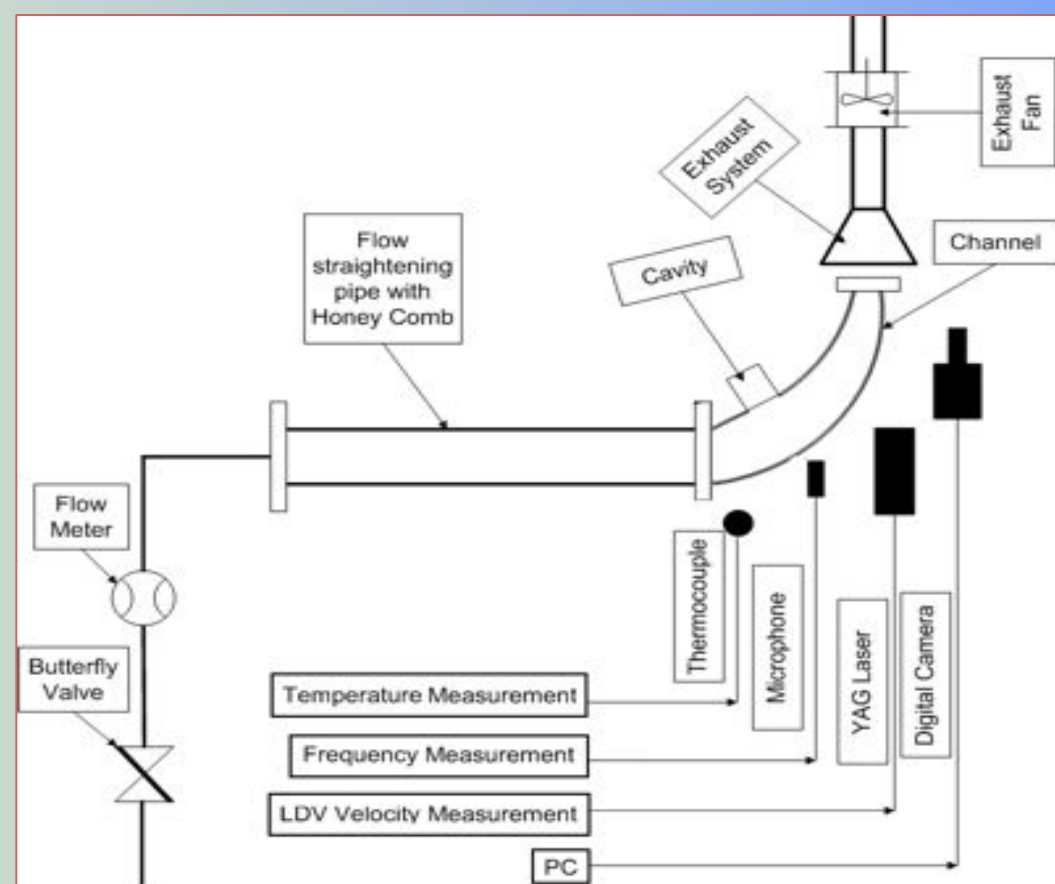 Exhaust
Fan
Exhaust
System
Channel
Flow
straightening
pipe with
Honey Comb
Cavity
Flow
Meter
Butterfly
Valve
Thermocouple
Microphone
YAG Laser
Digital Camera
Temperature Measurement
Frequency Measurement
LDV Velocity Measurement
PC